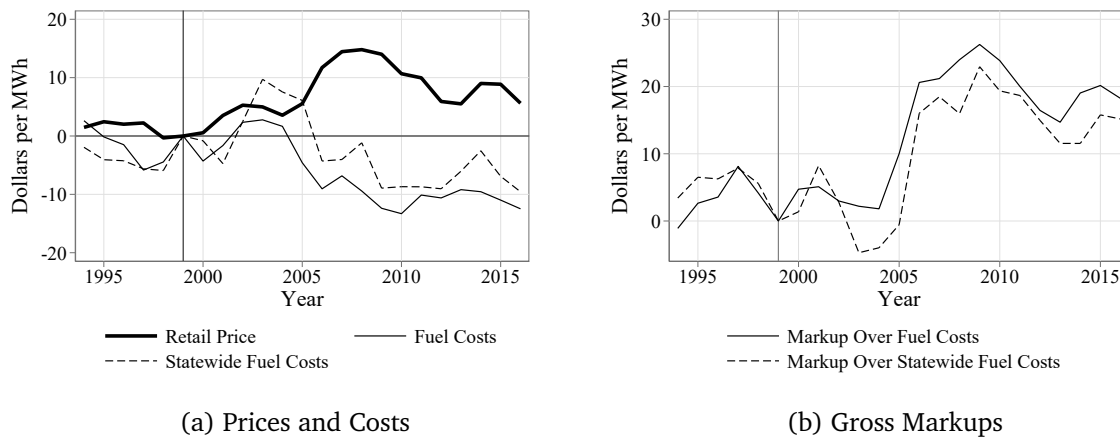 20
10
0
-10
-20
Dollars per MWh
1995 2000 2005 2010 2015
Year
Retail Price Fuel Costs
Statewide Fuel Costs
(a) Prices and Costs
30
20
10
0
Dollars per MWh
1995 2000 2005 2010 2015
Year
Markup Over Fuel Costs
Markup Over Statewide Fuel Costs
(b) Gross Markups